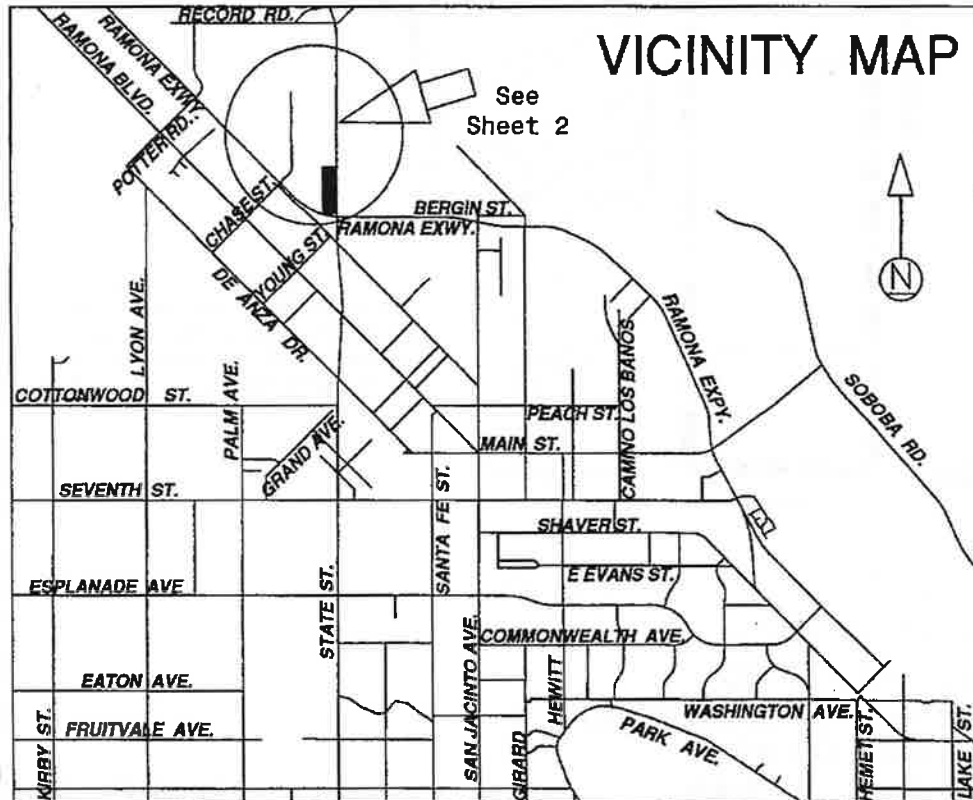 RECORD RD.
VICINITY MAP
RAMONA EXWY
RAMONA BLVD.
See
Sheet 2
POTTER RD.
CHASE ST.
BERGIN ST.
RAMONA EXWY.
YOUNG ST.
N
DE ANZA DR.
LYON AVE.
RAMONA EXPY.
CAMINO LOS BANOS
SOBOBA RD.
COTTONWOOD ST.
PALM AVE.
GRAND AVE.
PEACH ST.
MAIN ST.
SEVENTH ST.
SANTA FE ST.
SHAVER ST.
E EVANS ST.
ESPLANADE AVE
STATE ST.
SAN JACINTO AVE.
COMMONWEALTH AVE.
EATON AVE.
HEWITT
WASHINGTON AVE.
KIRBY ST.
FRUITVALE AVE.
GIRARD
PARK AVE.
HEMET ST.
LAKE ST.